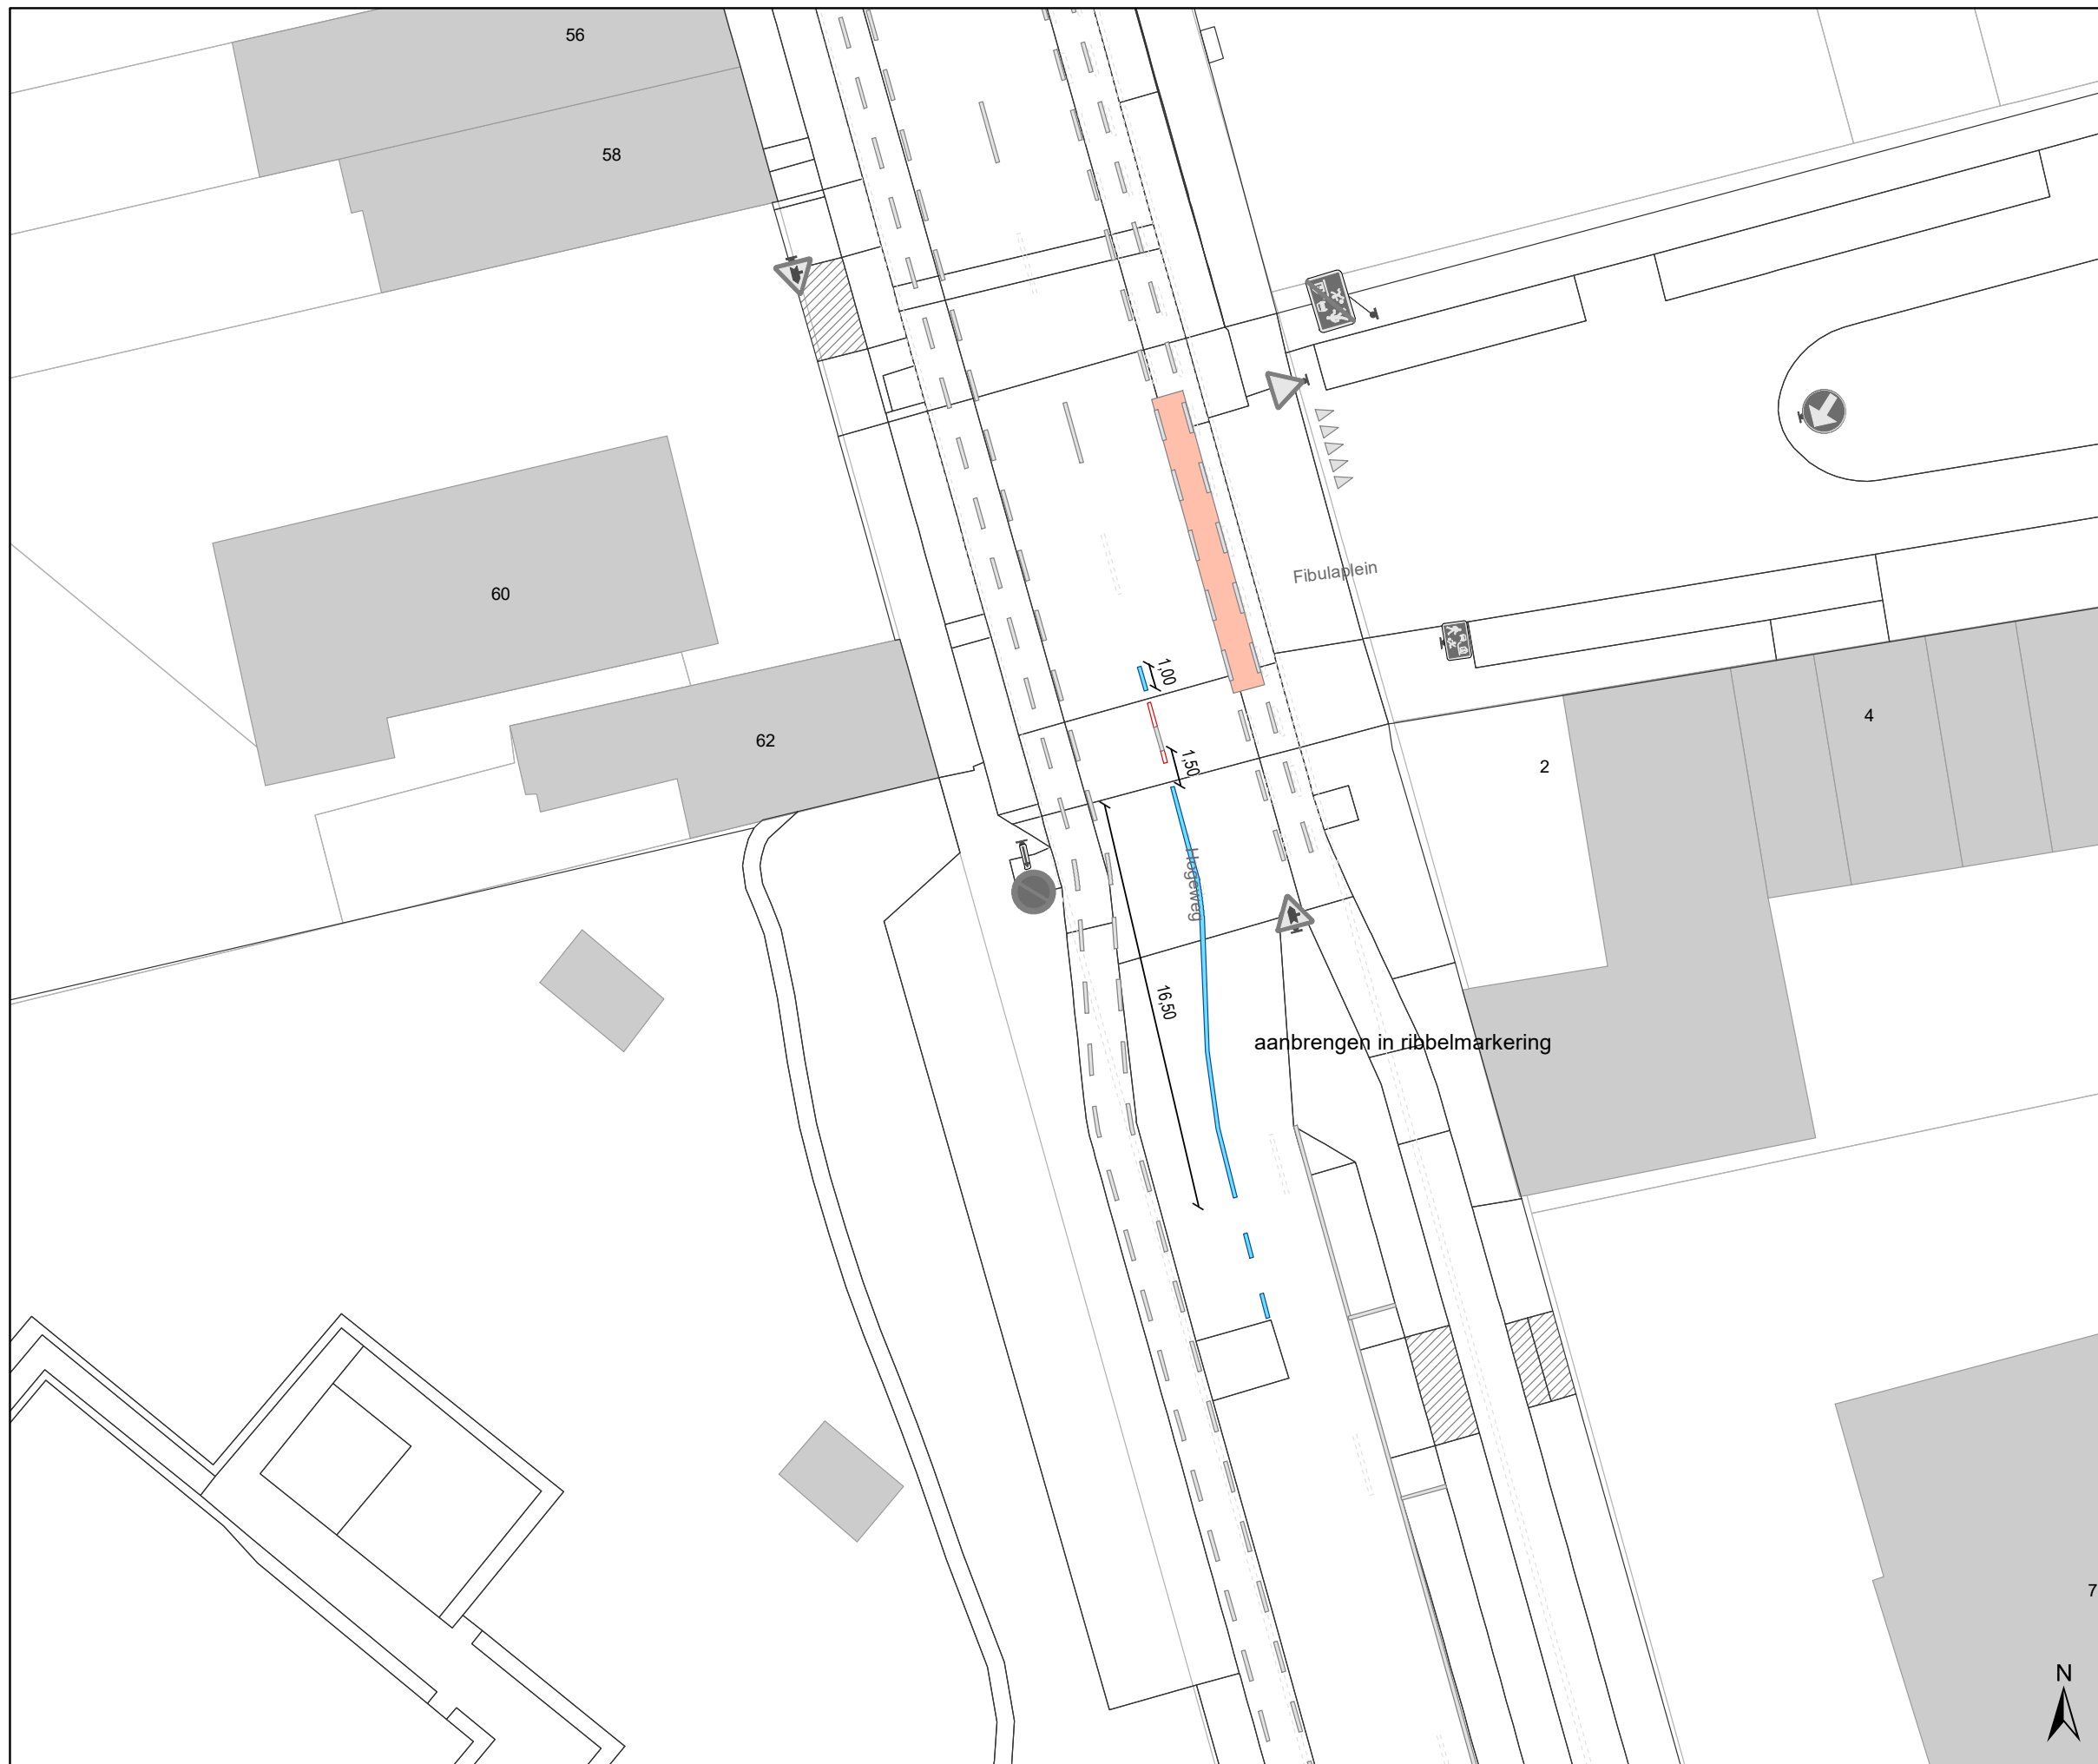 56
58
Fibulaplein
60
1,00
4
62
1,50
2
Hogeweg
16,50
aanbrengen in ribbelmarkering
7
N